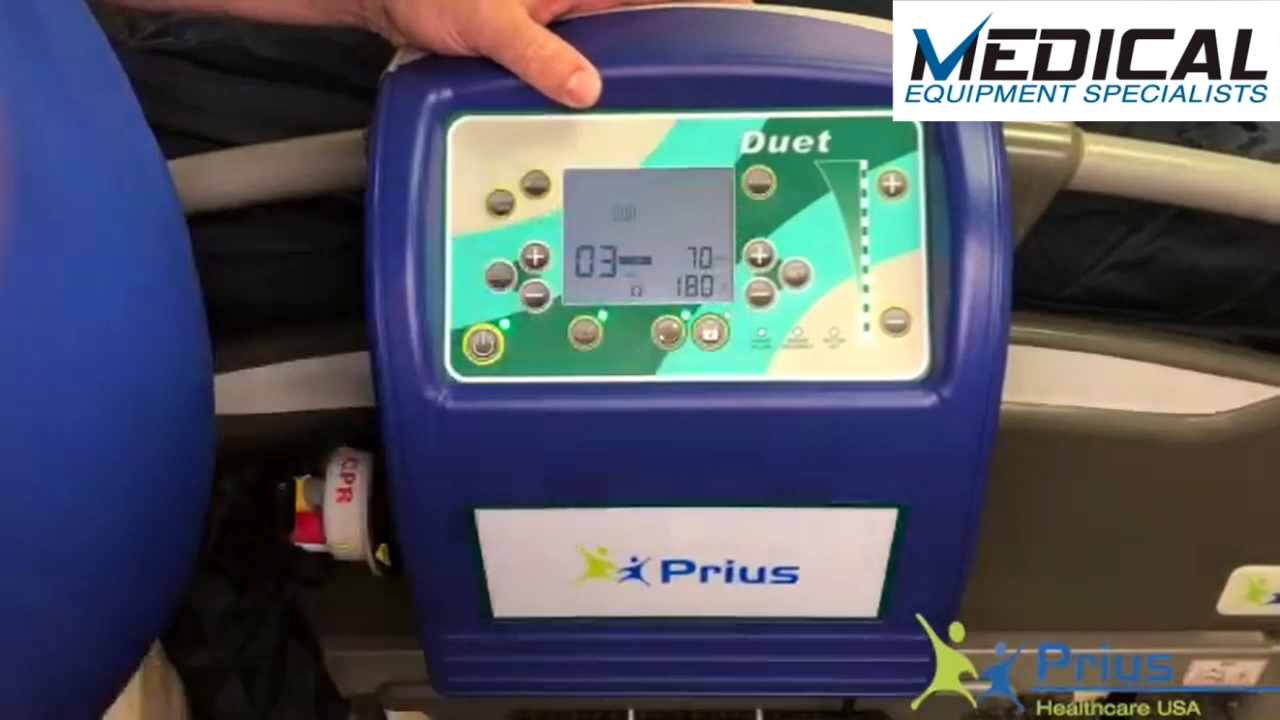 MEDICAL
EQUIPMENT SPECIALISTS
Duet
03
70
180
CPR
Prius
Prius
Healthcare USA